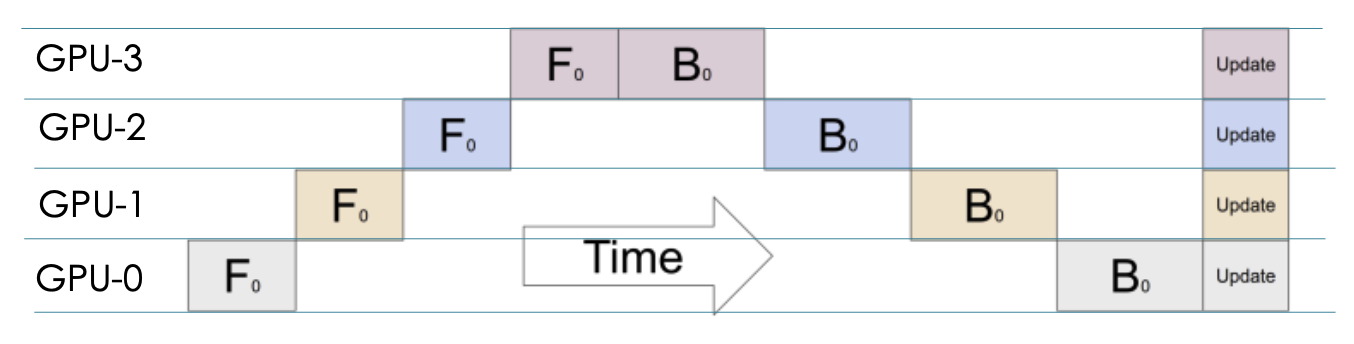 GPU-3 F₀ B₀ Update
GPU-2 F₀ B₀ Update
GPU-1 F₀ B₀ Update
Time
GPU-0 F₀ B₀ Update